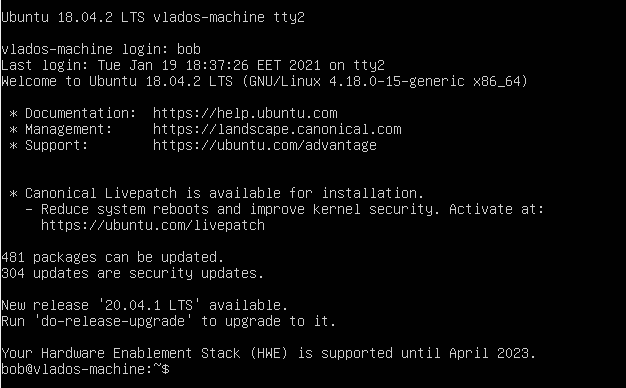 Ubuntu 18.04.2 LTS vlados-machine tty2
vlados-machine login: bob
Last login: Tue Jan 19 18:37:26 EET 2021 on tty2
Welcome to Ubuntu 18.04.2 LTS (GNU/Linux 4.18.0-15-generic x86_64)
* Documentation:  https://help.ubuntu.com
* Management:     https://landscape.canonical.com
* Support:        https://ubuntu.com/advantage
* Canonical Livepatch is available for installation.
- Reduce system reboots and improve kernel security. Activate at:
https://ubuntu.com/livepatch
481 packages can be updated.
304 updates are security updates.
New release '20.04.1 LTS' available.
Run 'do-release-upgrade' to upgrade to it.
Your Hardware Enablement Stack (HWE) is supported until April 2023.
bob@vlados-machine:~$